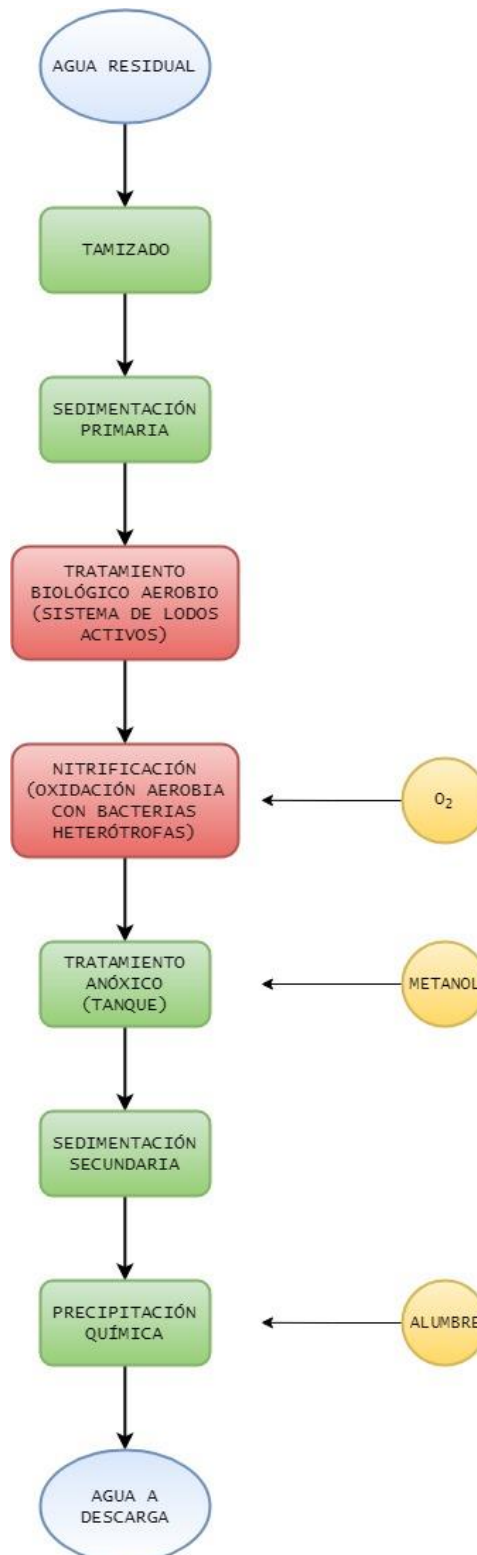 AGUA RESIDUAL
TAMIZADO
SEDIMENTACIÓN
PRIMARIA
TRATAMIENTO
BIOLÓGICO AEROBIO
(SISTEMA DE LODOS
ACTIVOS)
NITRIFICACIÓN
(OXIDACIÓN AEROBIA
CON BACTERIAS
HETERÓTROFAS)
O₂
TRATAMIENTO
ANÓXICO
(TANQUE)
METANOL
SEDIMENTACIÓN
SECUNDARIA
PRECIPITACIÓN
QUÍMICA
ALUMBRE
AGUA A
DESCARGA